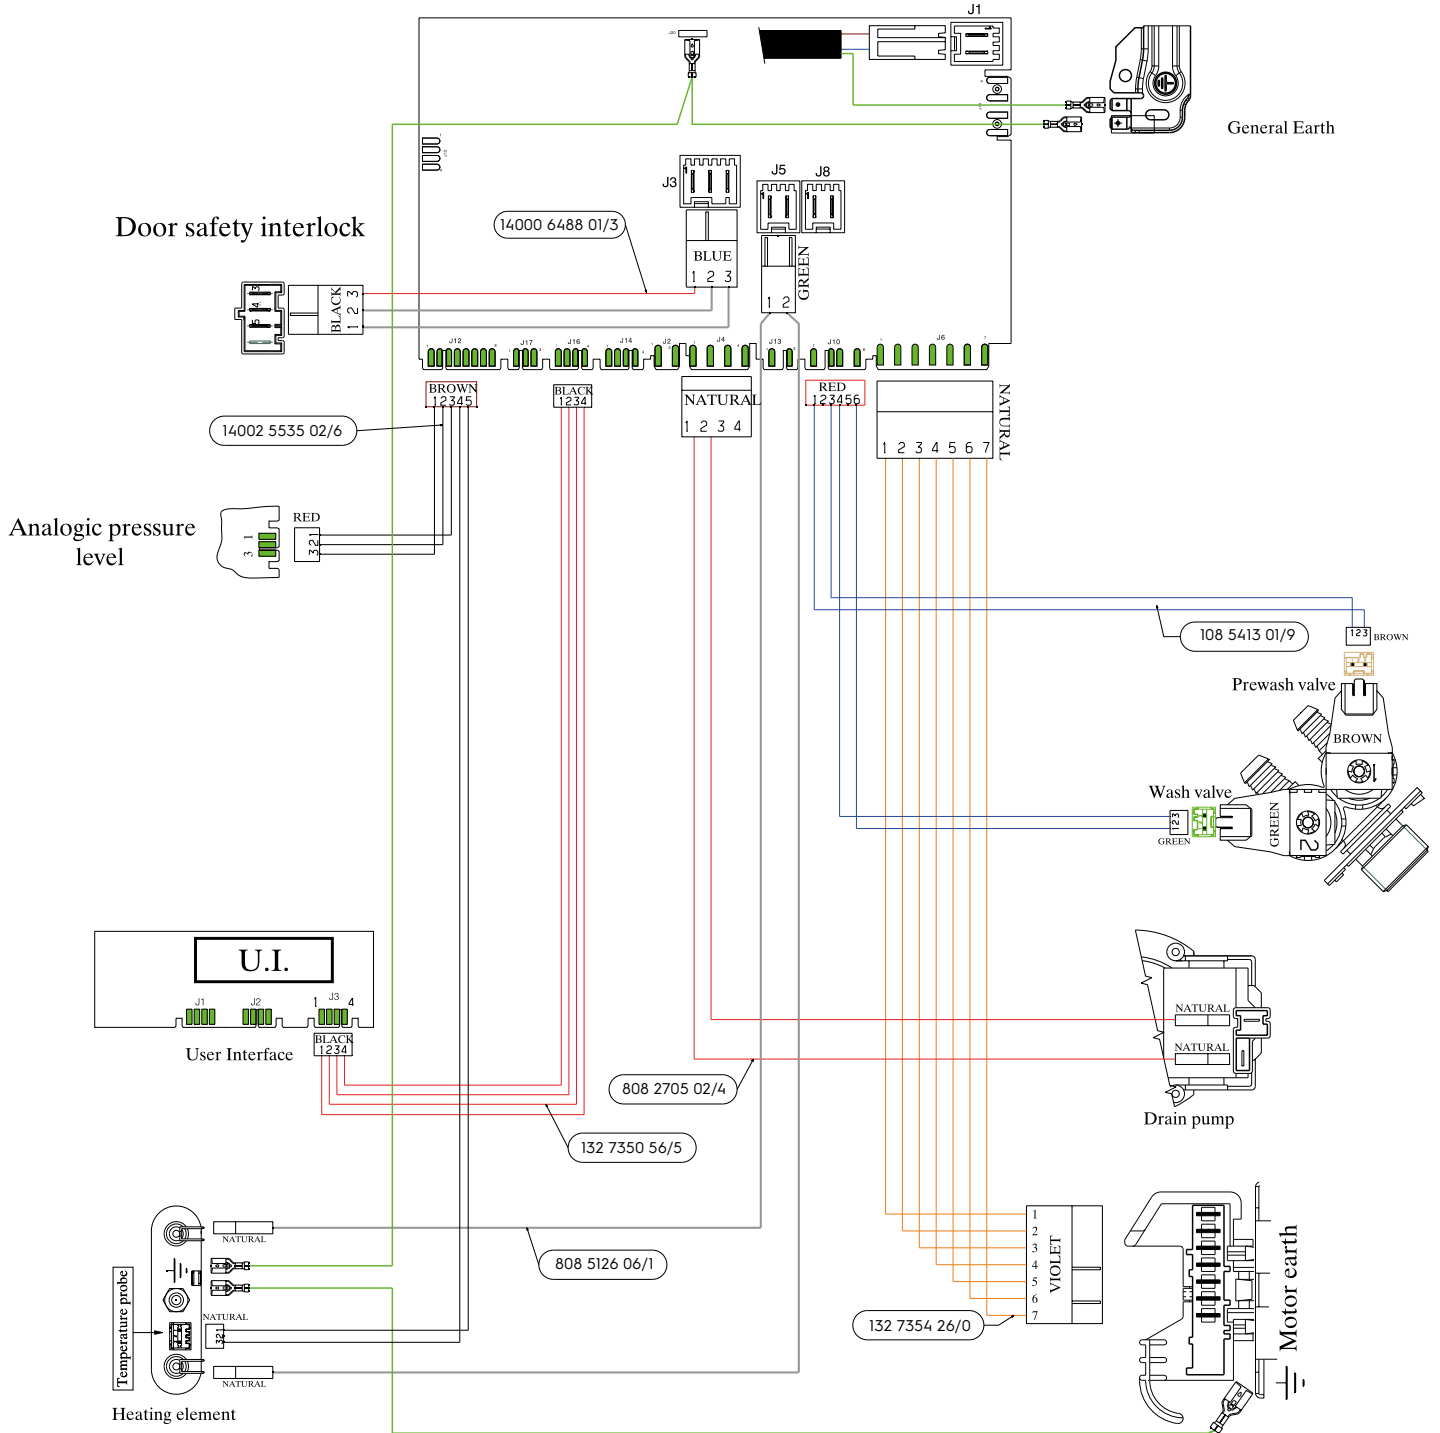 J1
General Earth
J3
J5
J8
Door safety interlock
14000 6488 01/3
BLUE
1 2 3
GREEN
1 2
3
4
5
BLACK
1 2 3
J12
J17
J16
J14
J2
J4
J13
J10
J6
BROWN
12345
BLACK
1234
NATURAL
1 2 3 4
RED
123456
NATURAL
1 2 3 4 5 6 7
14002 5535 02/6
Analogic pressure
level
1
3
RED
321
108 5413 01/9
123
BROWN
Prewash valve
BROWN
1
Wash valve
123
GREEN
GREEN
2
U.I.
J1
J2
1
J3
4
BLACK
1234
User Interface
NATURAL
NATURAL
Drain pump
808 2705 02/4
132 7350 56/5
NATURAL
808 5126 06/1
Temperature probe
NATURAL
321
NATURAL
Heating element
1
2
3
4
5
6
7
VIOLET
132 7354 26/0
Motor earth